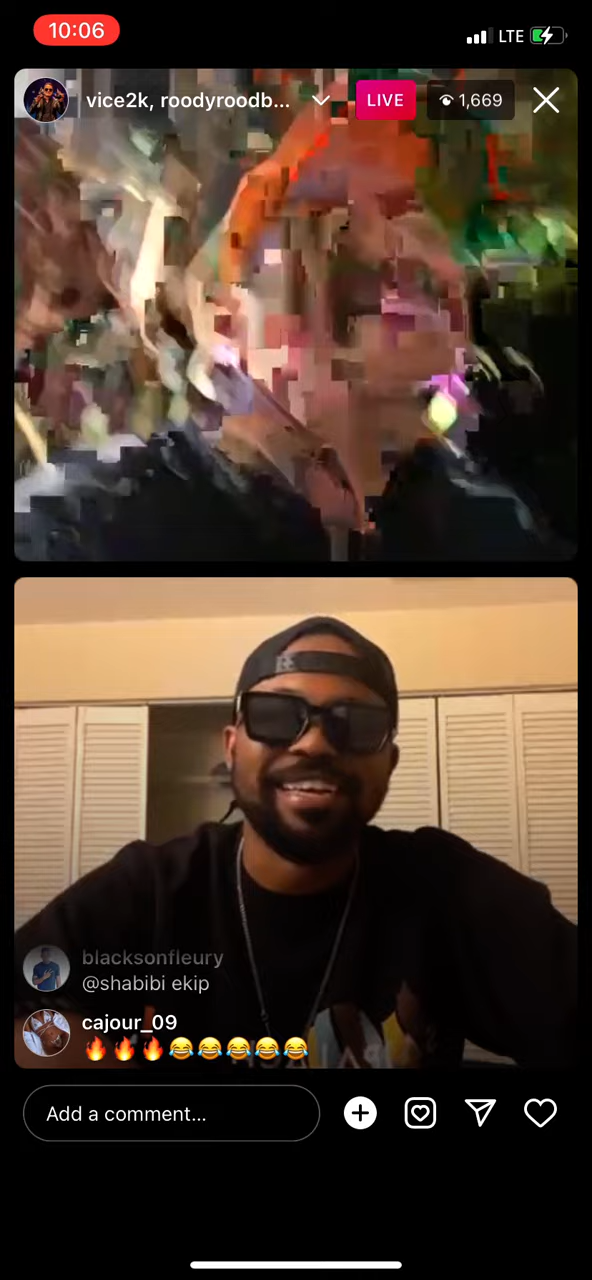 10:06
LTE
vice2k, roodyroodb...
LIVE
1,669
blacksonfleury
@shabibi ekip
cajour_09
🔥🔥🔥😂😂😂😂😂
Add a comment...